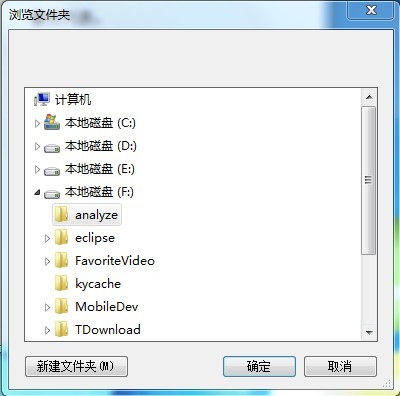 浏览文件夹
计算机
本地磁盘 (C:)
本地磁盘 (D:)
本地磁盘 (E:)
本地磁盘 (F:)
analyze
eclipse
FavoriteVideo
kycache
MobileDev
TDownload
新建文件夹(M) 确定 取消